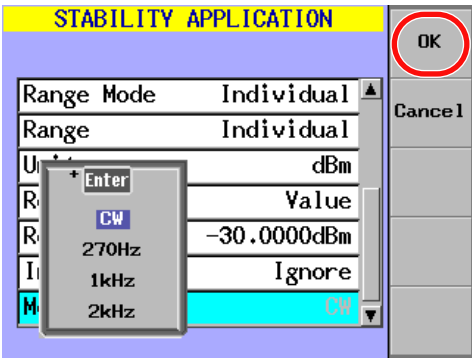 STABILITY APPLICATION
OK
Cancel
Range Mode Individual
Range Individual
dBm
Value
-30.0000dBm
Ignore
CW
+ Enter
CW
270Hz
1kHz
2kHz